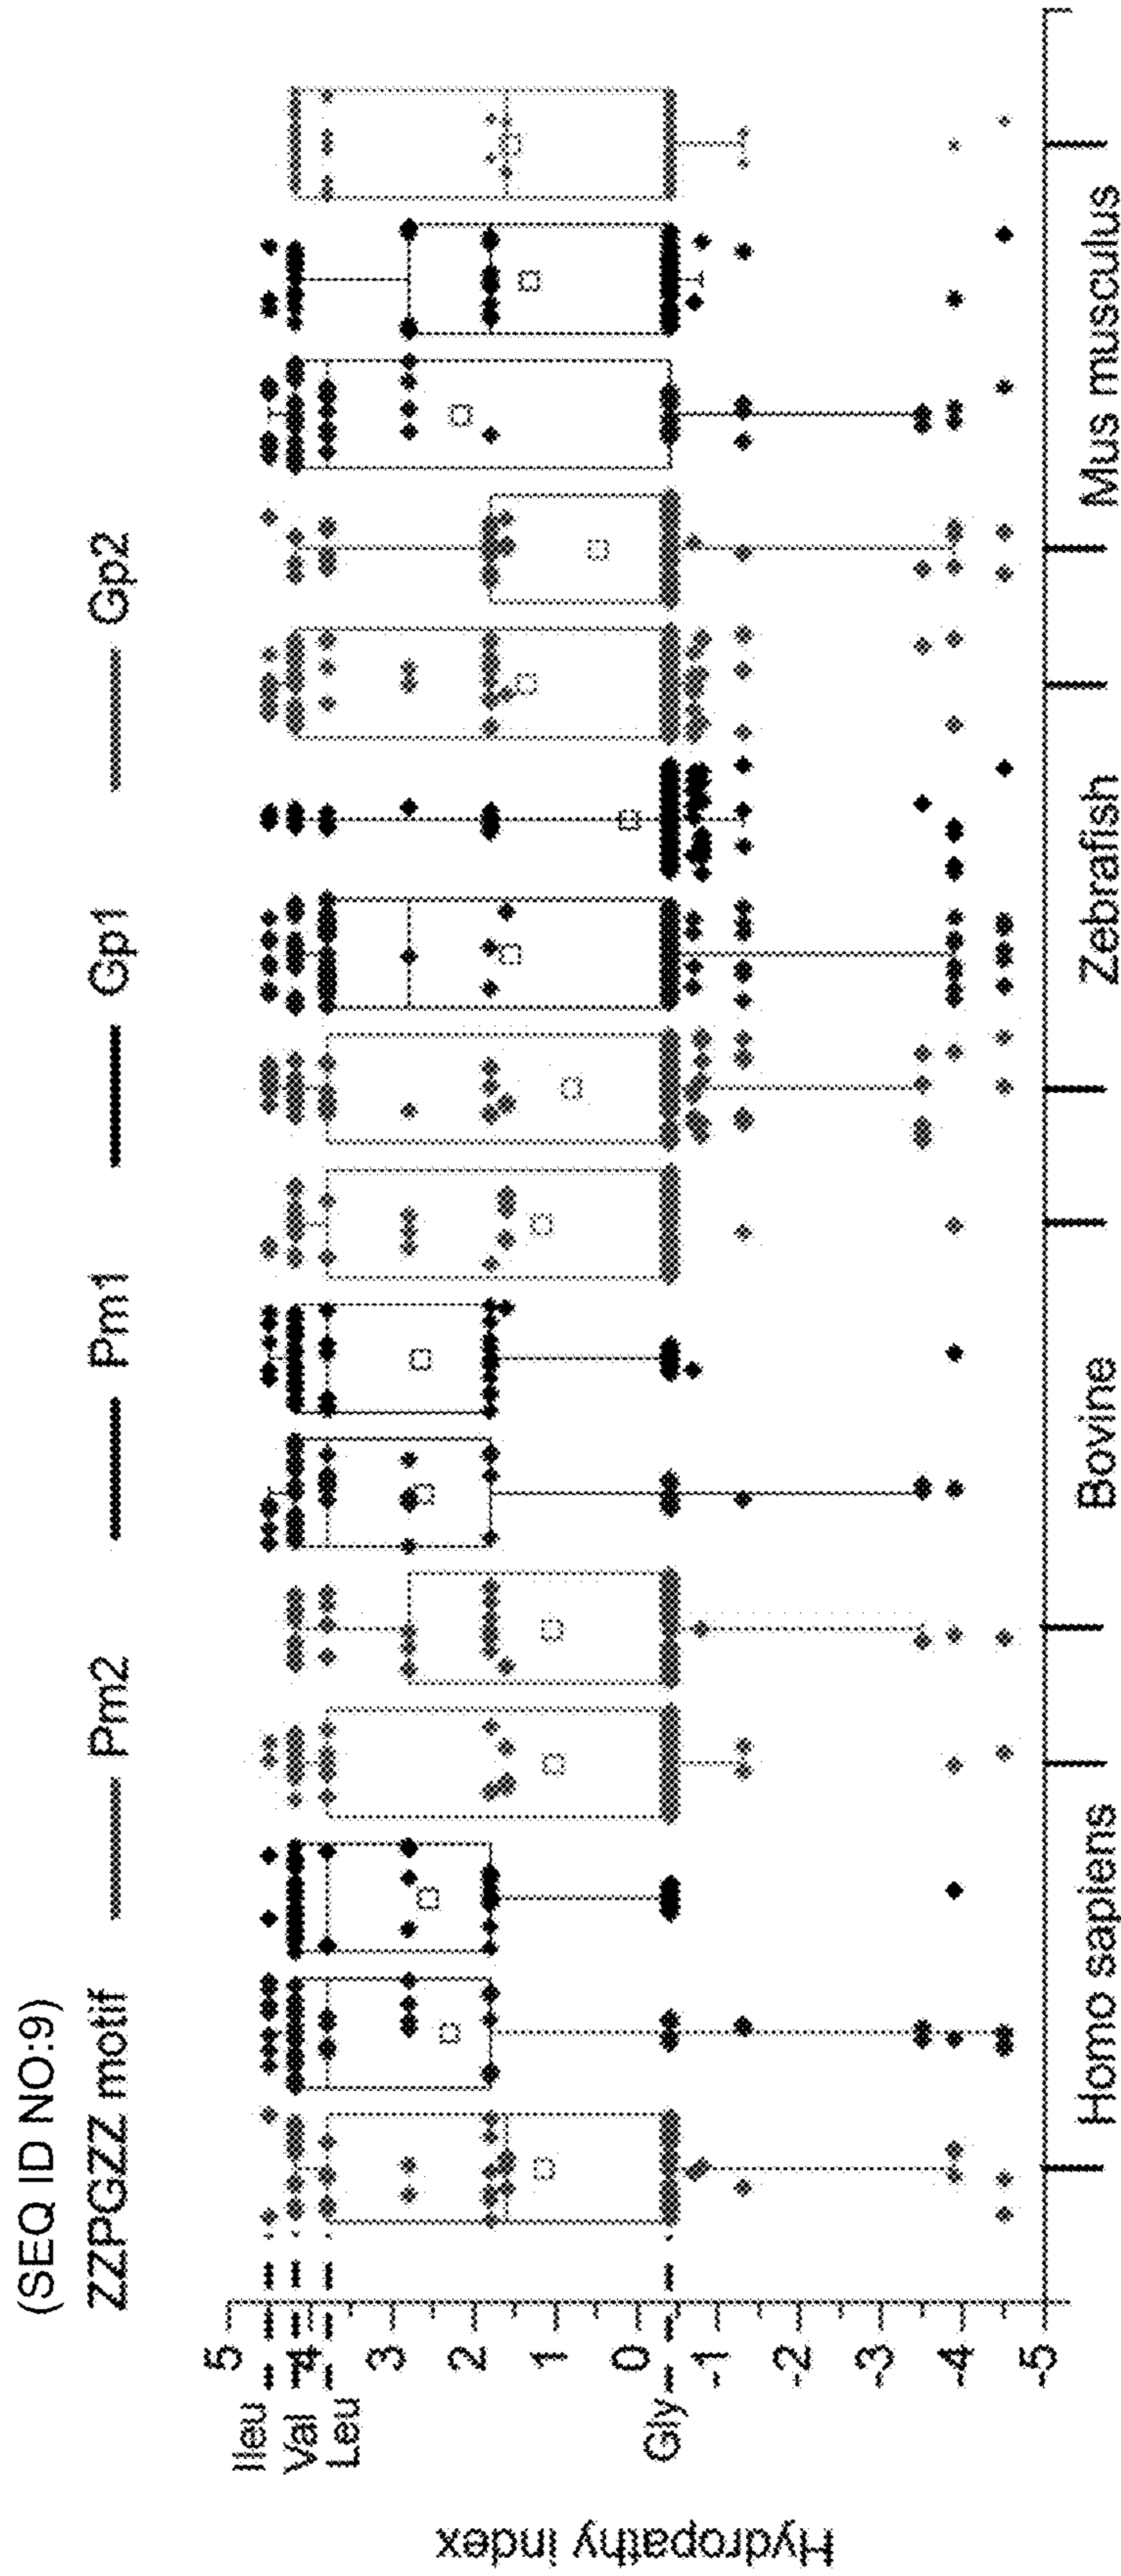 (SEQ ID NO:9)
ZZPGZZ motif
Pm2
Pm1
Gp1
Gp2
Hydropathy index
Ileu
Val
Leu
Gly
5
4
3
2
1
0
-1
-2
-3
-4
-5
Homo sapiens
Bovine
Zebrafish
Mus musculus